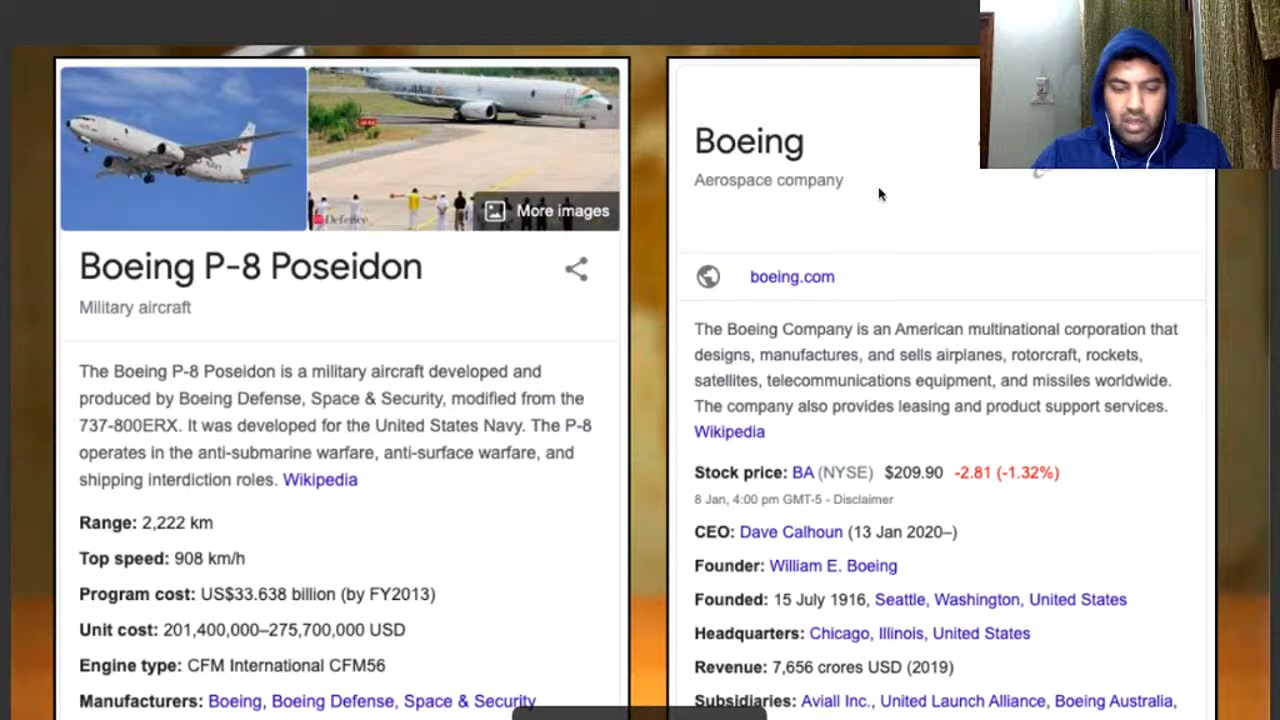 Defence
More images
Boeing P-8 Poseidon
Military aircraft
The Boeing P-8 Poseidon is a military aircraft developed and
produced by Boeing Defense, Space & Security, modified from the
737-800ERX. It was developed for the United States Navy. The P-8
operates in the anti-submarine warfare, anti-surface warfare, and
shipping interdiction roles. Wikipedia
Range: 2,222 km
Top speed: 908 km/h
Program cost: US$33.638 billion (by FY2013)
Unit cost: 201,400,000–275,700,000 USD
Engine type: CFM International CFM56
Manufacturers: Boeing, Boeing Defense, Space & Security
Boeing
Aerospace company
boeing.com
The Boeing Company is an American multinational corporation that
designs, manufactures, and sells airplanes, rotorcraft, rockets,
satellites, telecommunications equipment, and missiles worldwide.
The company also provides leasing and product support services.
Wikipedia
Stock price: BA (NYSE) $209.90 -2.81 (-1.32%)
8 Jan, 4:00 pm GMT-5 - Disclaimer
CEO: Dave Calhoun (13 Jan 2020–)
Founder: William E. Boeing
Founded: 15 July 1916, Seattle, Washington, United States
Headquarters: Chicago, Illinois, United States
Revenue: 7,656 crores USD (2019)
Subsidiaries: Aviall Inc., United Launch Alliance, Boeing Australia,